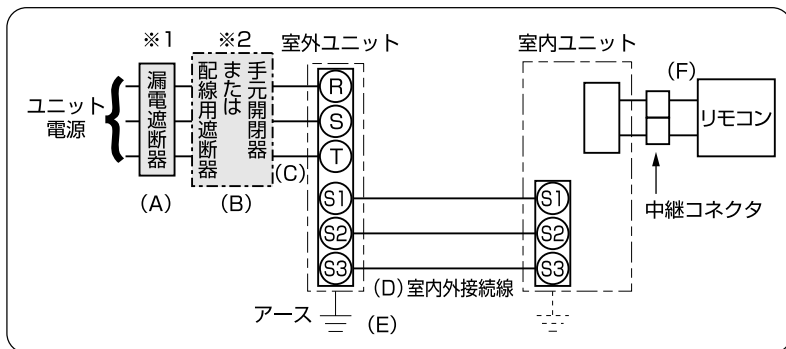 ※1
※2
室外ユニット
室内ユニット
ユニット
電源
漏電遮断器
手元開閉器
または
配線用遮断器
(A)
(B)
(C)
R
S
T
S1
S2
S3
S1
S2
S3
(D)室内外接続線
アース
(E)
(F)
リモコン
中継コネクタ